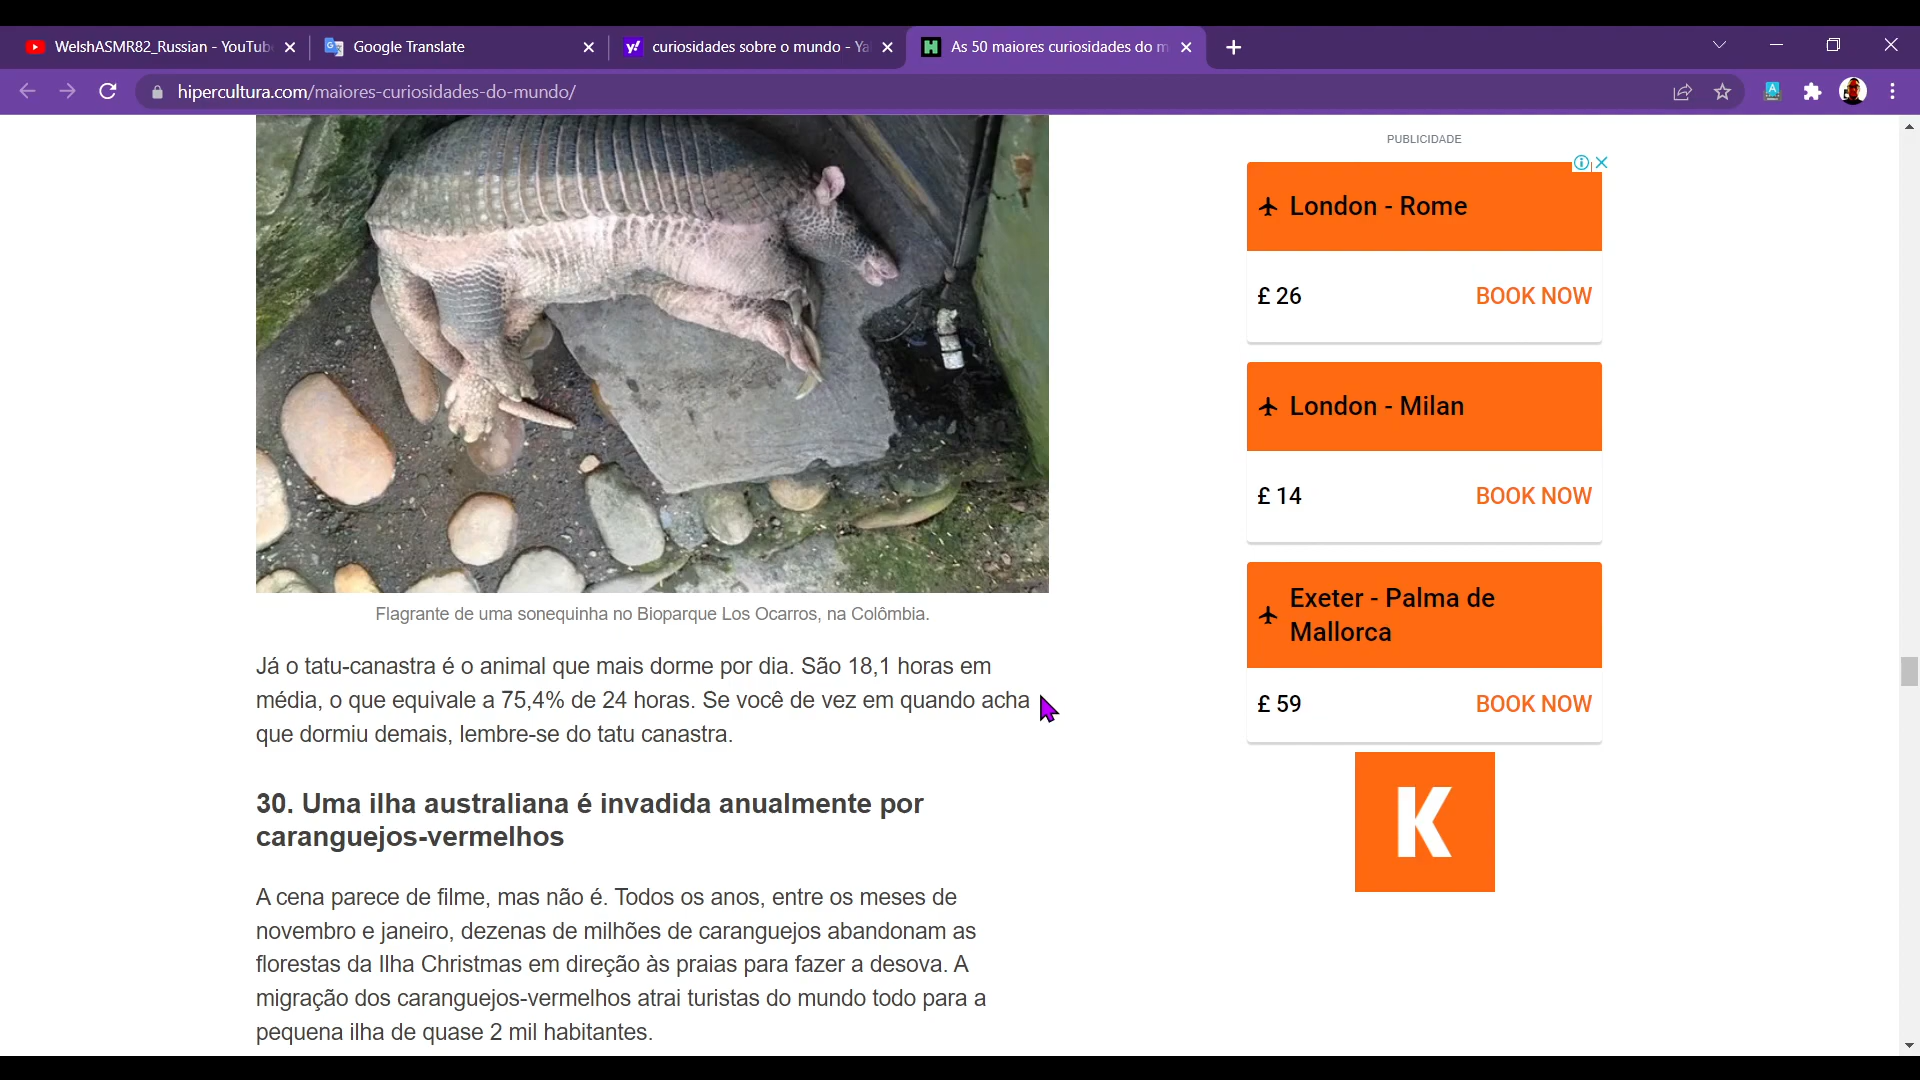 WelshASMR82_Russian - YouTub
Google Translate
curiosidades sobre o mundo - Ya
As 50 maiores curiosidades do m
hipercultura.com/maiores-curiosidades-do-mundo/
Flagrante de uma sonequinha no Bioparque Los Ocarros, na Colômbia.
Já o tatu-canastra é o animal que mais dorme por dia. São 18,1 horas em
média, o que equivale a 75,4% de 24 horas. Se você de vez em quando acha
que dormiu demais, lembre-se do tatu canastra.
30. Uma ilha australiana é invadida anualmente por
caranguejos-vermelhos
A cena parece de filme, mas não é. Todos os anos, entre os meses de
novembro e janeiro, dezenas de milhões de caranguejos abandonam as
florestas da Ilha Christmas em direção às praias para fazer a desova. A
migração dos caranguejos-vermelhos atrai turistas do mundo todo para a
pequena ilha de quase 2 mil habitantes.
PUBLICIDADE
London - Rome
£ 26 BOOK NOW
London - Milan
£ 14 BOOK NOW
Exeter - Palma de
Mallorca
£ 59 BOOK NOW
K